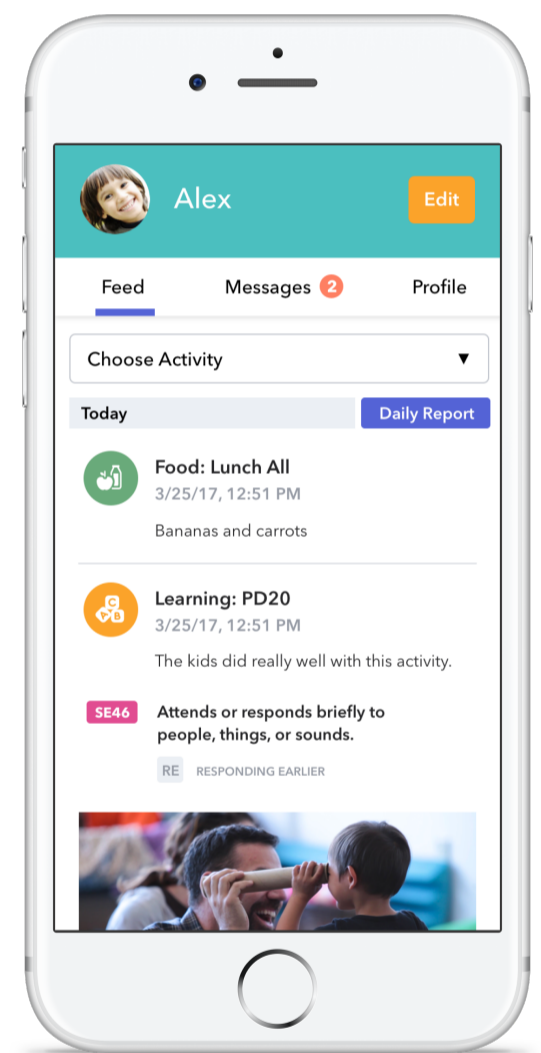 Alex
Edit
Feed
Messages 2
Profile
Choose Activity ▼
Today
Daily Report
Food: Lunch All
3/25/17, 12:51 PM
Bananas and carrots
C
A B
Learning: PD20
3/25/17, 12:51 PM
The kids did really well with this activity.
SE46
Attends or responds briefly to
people, things, or sounds.
RE RESPONDING EARLIER